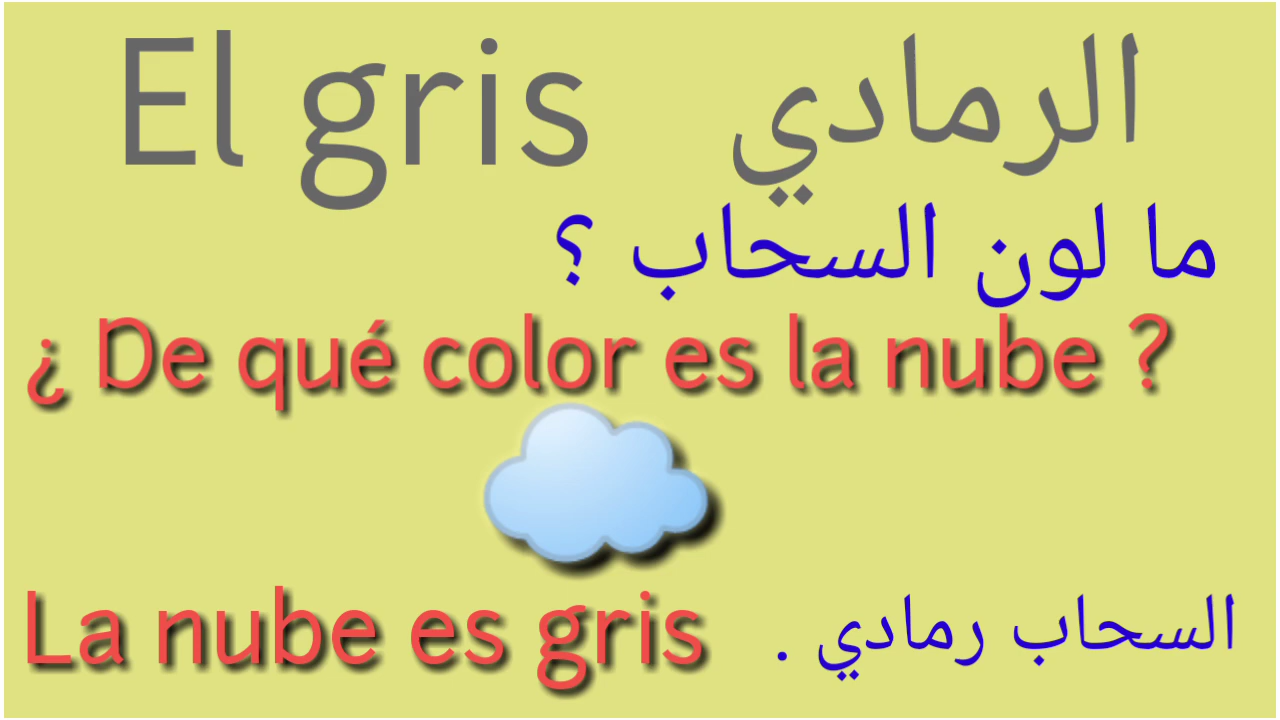 El gris الرمادي
ما لون السحاب ؟
¿ De qué color es la nube ?
La nube es gris السحاب رمادي .